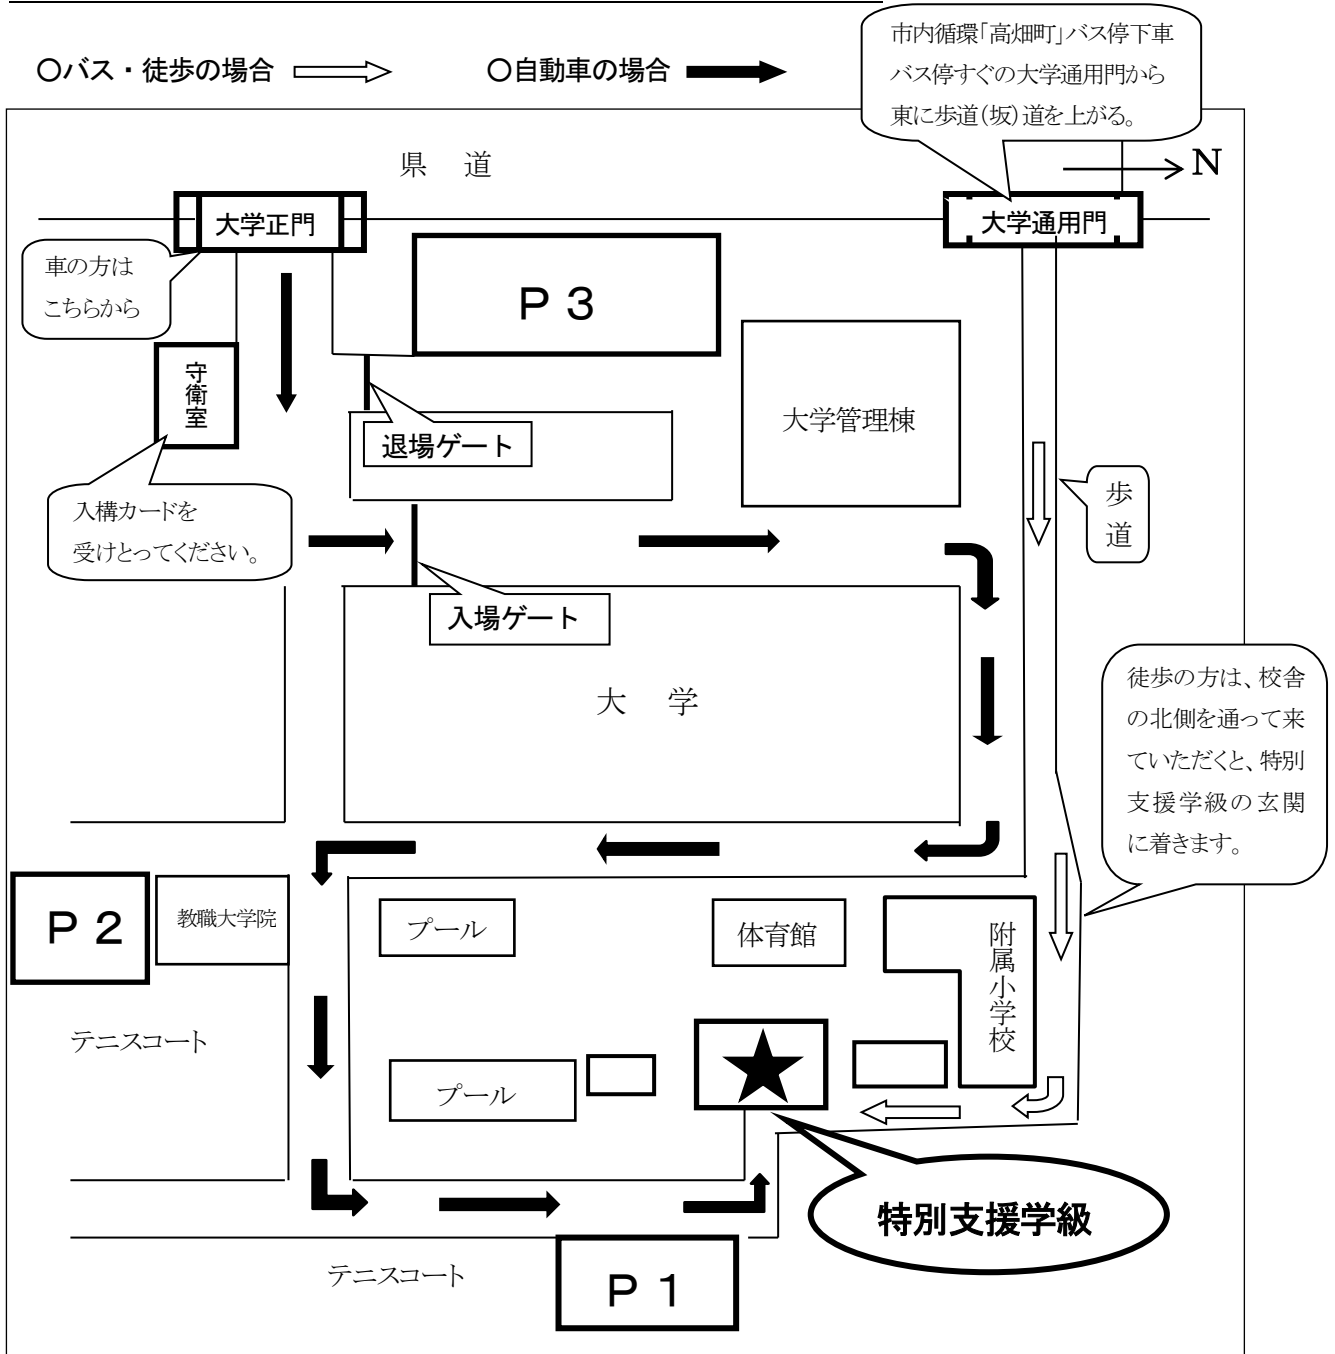 市内循環「高畑町」バス停下車
バス停すぐの大学通用門から
東に歩道(坂)道を上がる。
○バス・徒歩の場合
○自動車の場合
県 道
N
大学正門
大学通用門
車の方は
こちらから
P 3
守衛室
大学管理棟
退場ゲート
入構カードを
受けとってください。
歩道
入場ゲート
大 学
徒歩の方は、校舎
の北側を通って来
ていただくと、特別
支援学級の玄関
に着きます。
P 2
教職大学院
プール
体育館
附属小学校
テニスコート
プール
特別支援学級
テニスコート
P 1